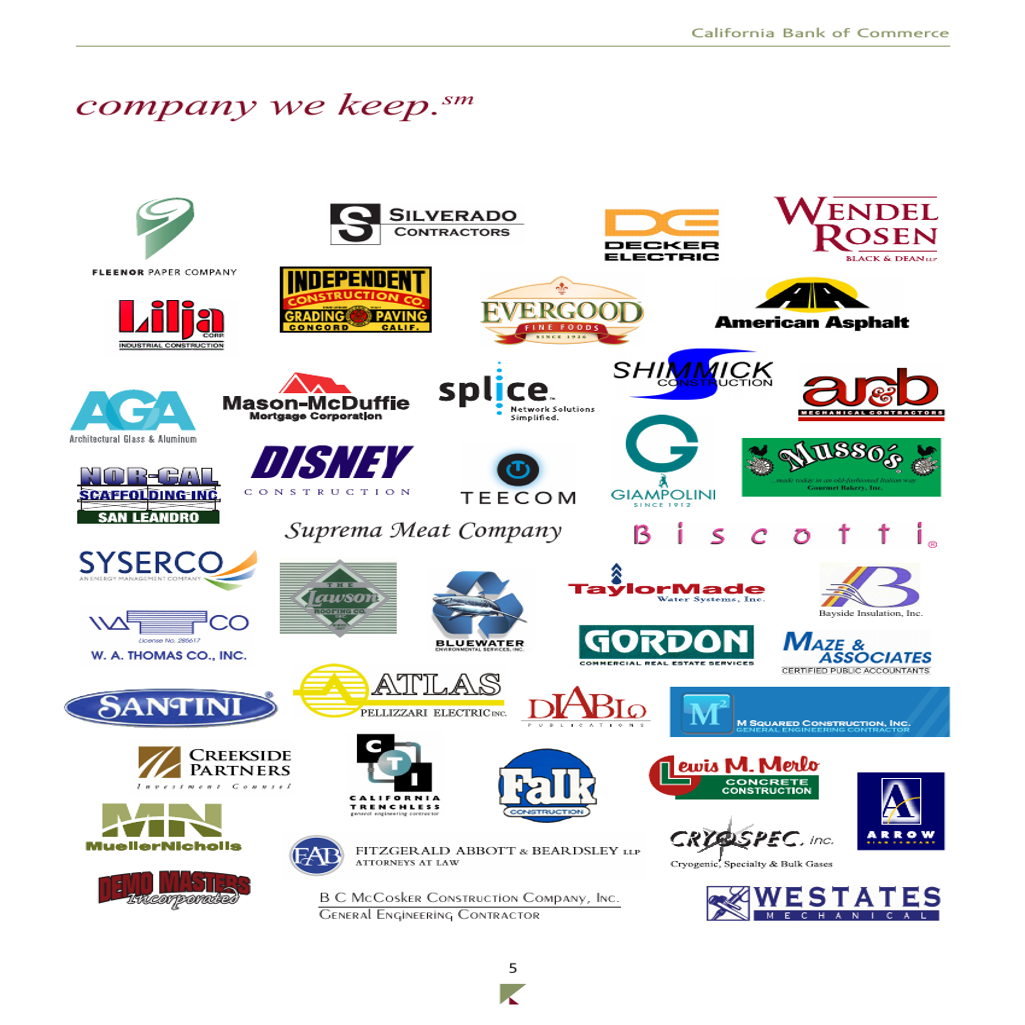 California Bank of Commerce
company we keep.sm
FLEENOR PAPER COMPANY
S SILVERADO
CONTRACTORS
DE
DECKER
ELECTRIC
WENDEL
ROSEN
BLACK & DEAN LLP
Lilja
CORP.
INDUSTRIAL CONSTRUCTION
INDEPENDENT
CONSTRUCTION CO.
GRADING PAVING
CONCORD CALIF.
EVERGOOD
FINE FOODS
SINCE 1926
American Asphalt
AGA
Architectural Glass & Aluminum
Mason-McDuffie
Mortgage Corporation
splice™
Network Solutions
Simplified.
SHIMMICK
CONSTRUCTION
ar&b
MECHANICAL CONTRACTORS
NOR-CAL
SCAFFOLDING INC.
SAN LEANDRO
DISNEY
CONSTRUCTION
TEECOM
G
GIAMPOLINI
SINCE 1912
Musso's
...made today in an old-fashioned Italian way
Gourmet Bakery, Inc.
Suprema Meat Company
Biscotti®
SYSERCO
AN ENERGY MANAGEMENT COMPANY
THE
Lawson
ROOFING CO.
BLUEWATER
ENVIRONMENTAL SERVICES, INC.
TaylorMade
Water Systems, Inc.
B
Bayside Insulation, Inc.
WATCO
License No. 285617
W. A. THOMAS CO., INC.
GORDON
COMMERCIAL REAL ESTATE SERVICES
MAZE &
ASSOCIATES
CERTIFIED PUBLIC ACCOUNTANTS
SANTINI®
ATLAS
PELLIZZARI ELECTRIC INC.
DIABLO
PUBLICATIONS
M2
M SQUARED CONSTRUCTION, INC.
GENERAL ENGINEERING CONTRACTOR
CREEKSIDE
PARTNERS
Investment Counsel
CTI
CALIFORNIA
TRENCHLESS
general engineering contractor
Falk
CONSTRUCTION
Lewis M. Merlo
CONCRETE
CONSTRUCTION
A
ARROW
SIGN COMPANY
MN
MuellerNicholls
FAB
FITZGERALD ABBOTT & BEARDSLEY LLP
ATTORNEYS AT LAW
CRYOSPEC, inc.
Cryogenic, Specialty & Bulk Gases
DEMO MASTERS
Incorporated
B C MCCOSKER CONSTRUCTION COMPANY, INC.
GENERAL ENGINEERING CONTRACTOR
WESTATES
MECHANICAL
5